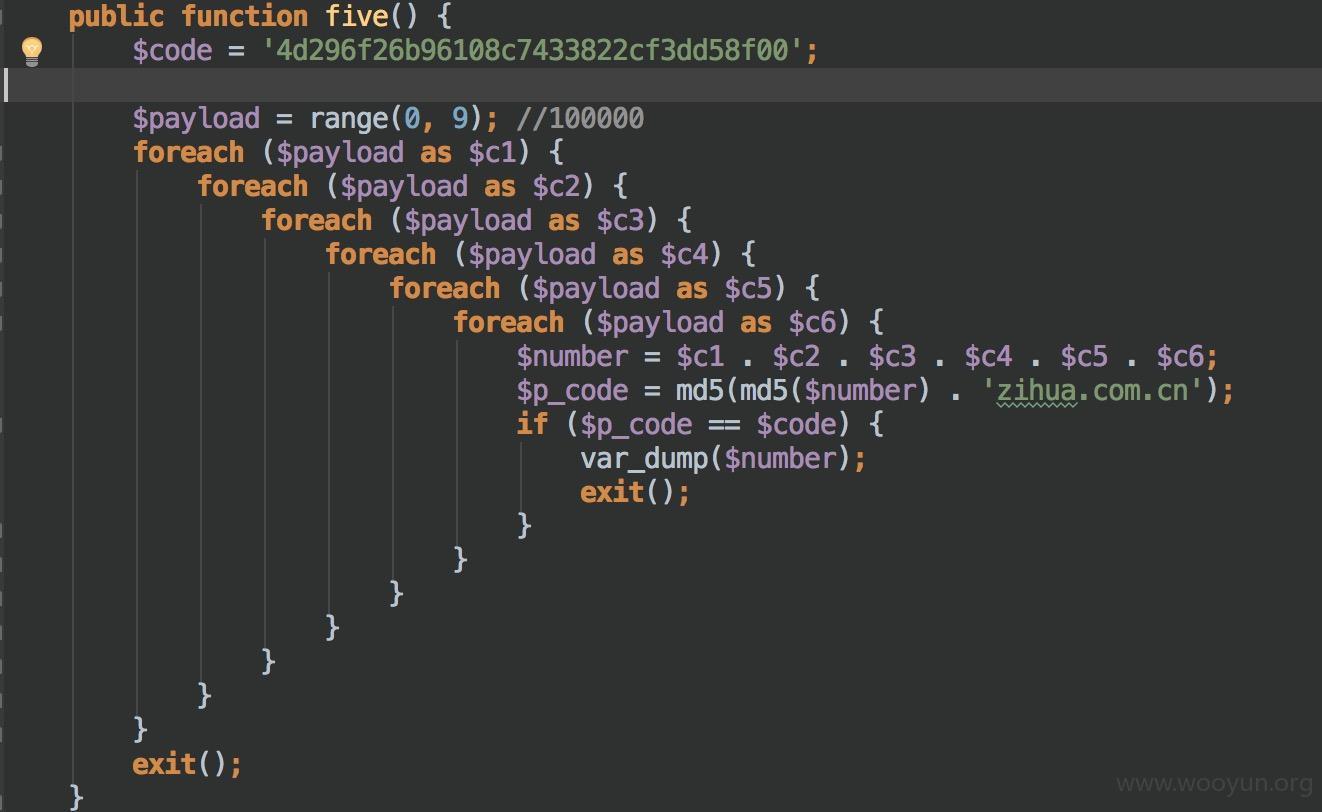 public function five() {
$code = '4d296f26b96108c7433822cf3dd58f00';
$payload = range(0, 9); //100000
foreach ($payload as $c1) {
foreach ($payload as $c2) {
foreach ($payload as $c3) {
foreach ($payload as $c4) {
foreach ($payload as $c5) {
foreach ($payload as $c6) {
$number = $c1 . $c2 . $c3 . $c4 . $c5 . $c6;
$p_code = md5(md5($number) . 'zihua.com.cn');
if ($p_code == $code) {
var_dump($number);
exit();
}
}
}
}
}
}
}
exit();
}
www.wooyun.org